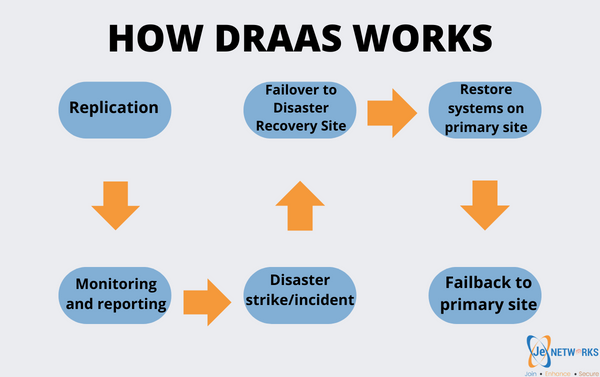 HOW DRAAS WORKS
Replication
Monitoring
and reporting
Disaster
strike/incident
Failover to
Disaster
Recovery Site
Restore
systems on
primary site
Failback to
primary site
Je NETWORKS
Join • Enhance • Secure